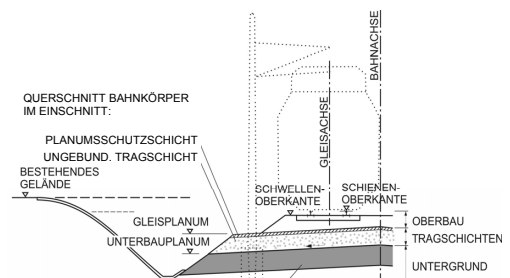 BAHNACHSE
GLEISACHSE
QUERSCHNITT BAHNKÖRPER
IM EINSCHNITT:
PLANUMSSCHUTZSCHICHT
UNGEBUND. TRAGSCHICHT
BESTEHENDES
GELÄNDE
SCHWELLEN-
OBERKANTE
SCHIENEN-
OBERKANTE
GLEISPLANUM
UNTERBAUPLANUM
OBERBAU
TRAGSCHICHTEN
UNTERGRUND